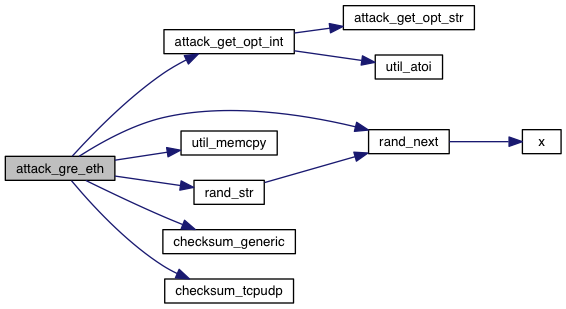 attack_get_opt_str
attack_get_opt_int
util_atoi
util_memcpy
rand_next
x
attack_gre_eth
rand_str
checksum_generic
checksum_tcpudp